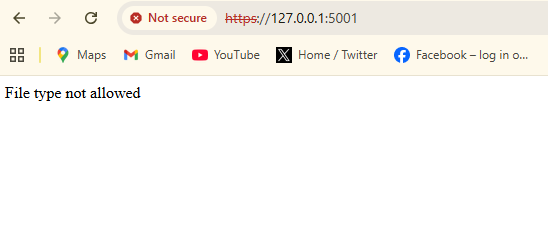 Not secure https://127.0.0.1:5001
Maps Gmail YouTube Home / Twitter Facebook – log in o...
File type not allowed